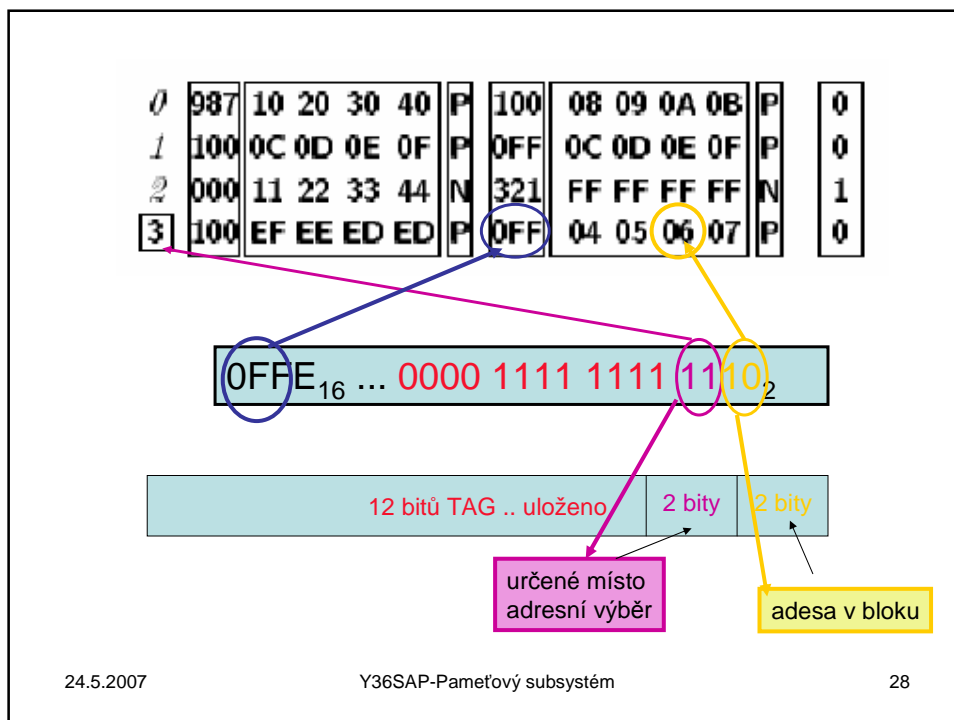 0 987 10 20 30 40 P 100 08 09 0A 0B P 0
1 100 0C 0D 0E 0F P 0FF 0C 0D 0E 0F P 0
2 000 11 22 33 44 N 321 FF FF FF FF N 1
3 100 EF EE ED ED P 0FF 04 05 06 07 P 0
0FFE16 ... 0000 1111 1111 11102
12 bitů TAG .. uloženo 2 bity 2 bity
určené místo
adresní výběr
adesa v bloku
24.5.2007 Y36SAP-Pameťový subsystém 28